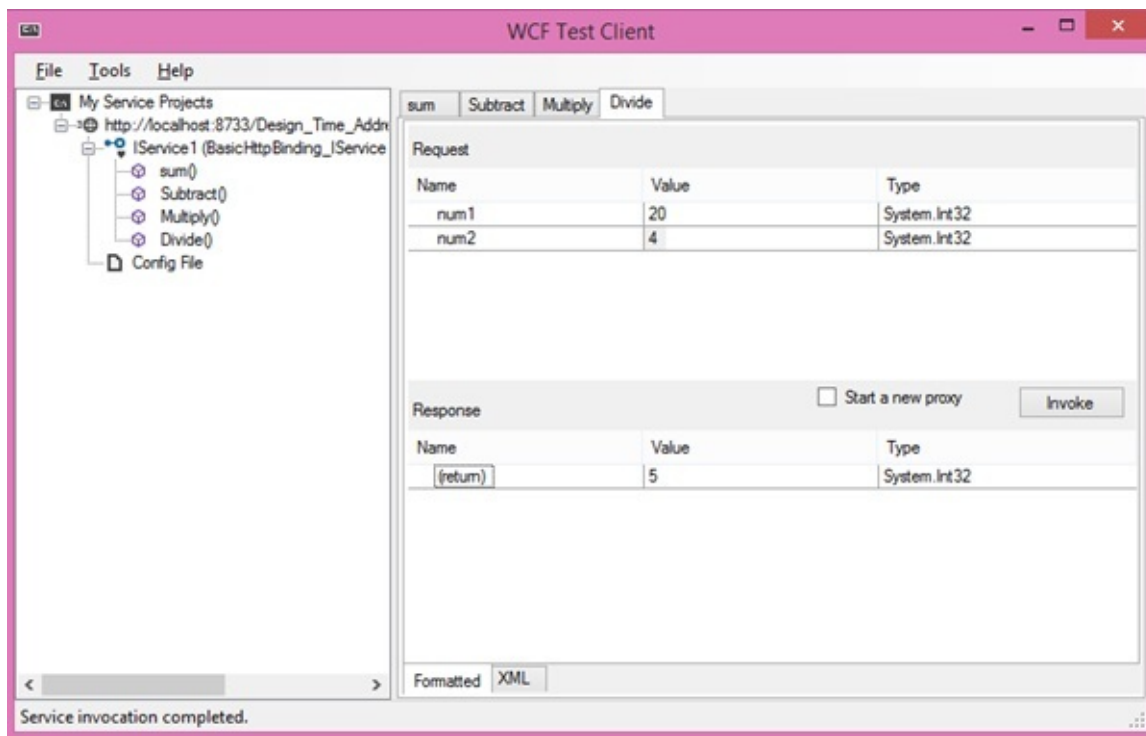 WCF Test Client
File Tools Help
My Service Projects
http://localhost:8733/Design_Time_Addre
IService1 (BasicHttpBinding_IService
sum()
Subtract()
Multiply()
Divide()
Config File
sum Subtract Multiply Divide
Request
Name Value Type
num1 20 System.Int32
num2 4 System.Int32
Response Start a new proxy Invoke
Name Value Type
(return) 5 System.Int32
Formatted XML
Service invocation completed.